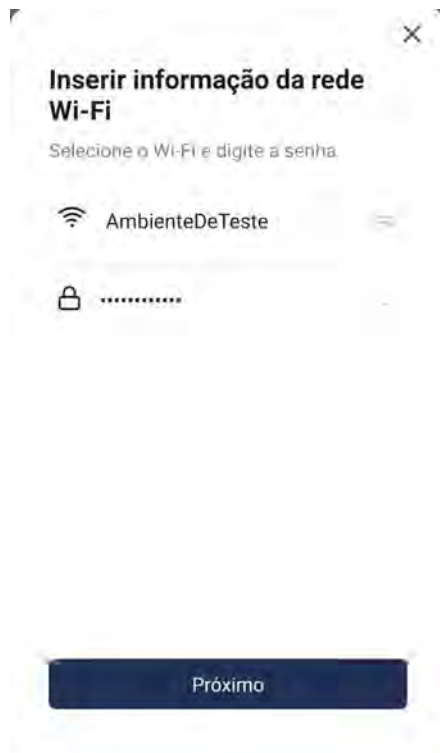 Inserir informação da rede
Wi-Fi
Selecione o Wi-Fi e digite a senha
AmbienteDeTeste
••••••••••••
Próximo